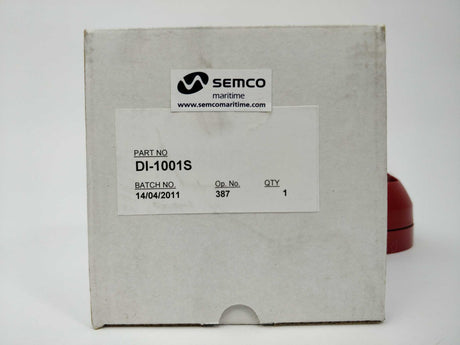 SEMCO
maritime
www.semcomaritime.com
PART NO
DI-1001S
BATCH NO. Op. No. QTY
14/04/2011 387 1